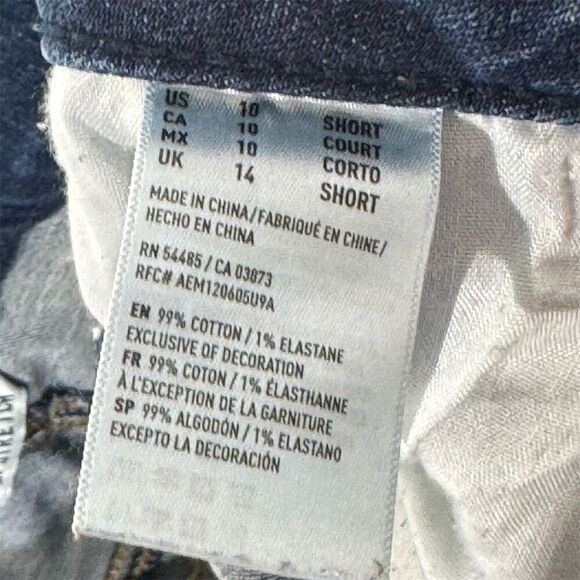 US 10 SHORT
CA 10 COURT
MX 10 CORTO
UK 14 SHORT
MADE IN CHINA/FABRIQUÉ EN CHINE/
HECHO EN CHINA
RN 54485 / CA 03873
RFC# AEM120605U9A
EN 99% COTTON / 1% ELASTANE
EXCLUSIVE OF DECORATION
FR 99% COTON / 1% ÉLASTHANNE
À L'EXCEPTION DE LA GARNITURE
SP 99% ALGODÓN / 1% ELASTANO
EXCEPTO LA DECORACIÓN
STRETCH